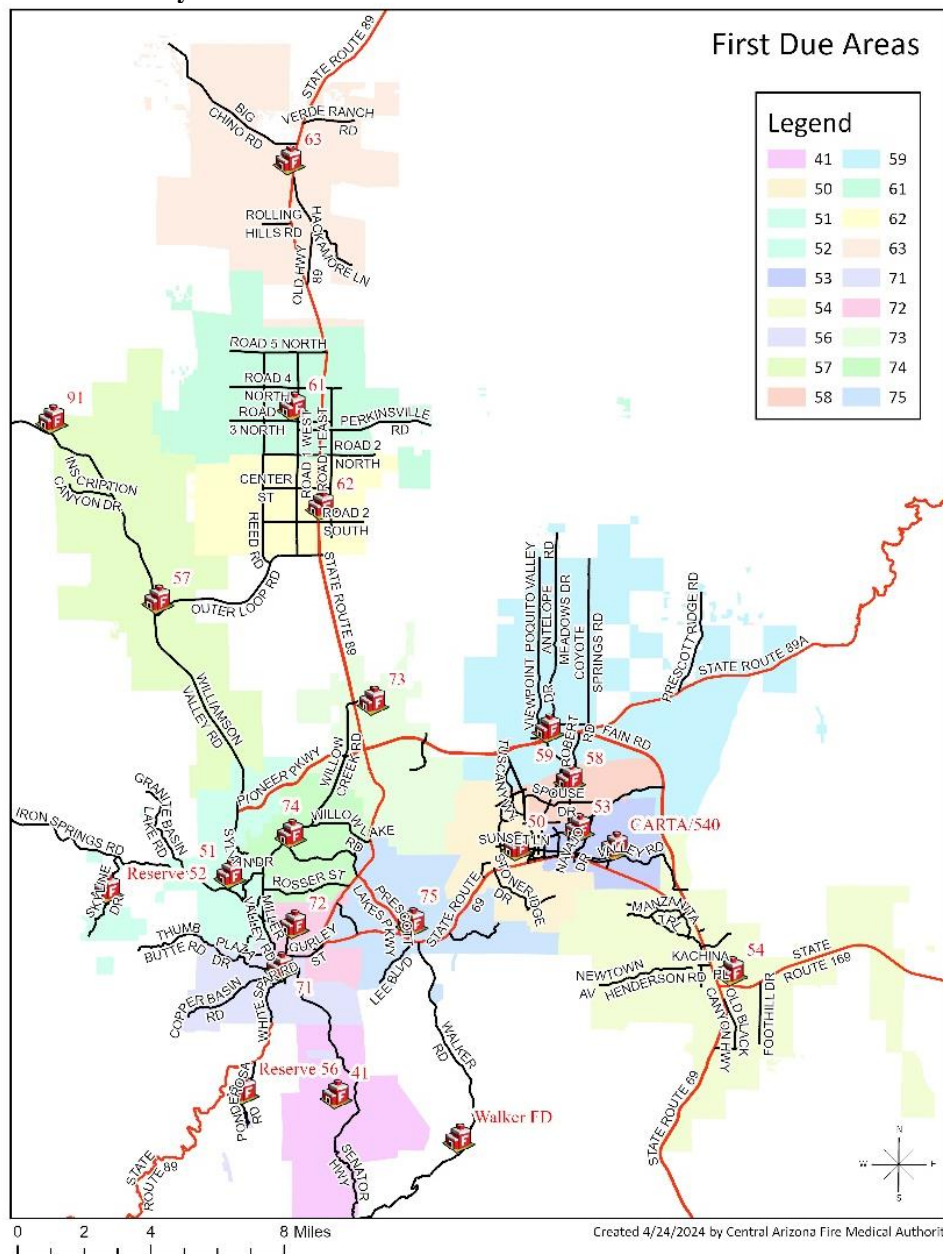 First Due Areas
Legend
41
50
51
52
53
54
56
57
58
59
61
62
63
71
72
73
74
75
STATE ROUTE 89
BIG
CHINO RD
VERDE RANCH
RD
63
ROLLING
HILLS RD
HACKAMORE LN
OLD HWY
89
ROAD 5 NORTH
ROAD 4
NORTH
61
ROAD
3 NORTH
ROAD 1 WEST
ROAD 1 EAST
PERKINSVILLE
RD
ROAD 2
NORTH
91
INSCRIPTION
CANYON DR
CENTER
ST
62
ROAD 2
SOUTH
REED RD
57
OUTER LOOP RD
STATE ROUTE 89
VIEWPOINT
DR
POQUITO VALLEY
RD
ANTELOPE
MEADOWS DR
COYOTE
SPRINGS RD
PRESCOTT RIDGE RD
STATE ROUTE 89A
WILLIAMSON
VALLEY RD
73
WILLOW
CREEK RD
PIONEER PKWY
FAIN RD
59
ROBERT
RD
58
TUSCANY WY
SPOUSE
DR
53
50
CARTA/540
SUNSET LN
NAVAJO
DR
VALLEY RD
STONERIDGE
DR
GRANITE BASIN
LAKE RD
IRON SPRINGS RD
74
WILLOW LAKE
RD
51
Reserve 52
SKYLINE
DR
ROSSER ST
MILLER
VALLEY RD
72
GURLEY
ST
PRESCOTT
LAKES PKWY
75
STATE ROUTE
69
LEE BLVD
THUMB
BUTTE RD
PLAZA
DR
COPPER BASIN
RD
71
MANZANITA
TRL
KACHINA
PL
54
STATE
ROUTE 169
NEWTOWN
AV
HENDERSON RD
OLD BLACK
CANYON HWY
FOOTHILL DR
WALKER
RD
Reserve 56
41
PONDEROSA
RD
Walker FD
STATE
ROUTE 89
SENATOR
HWY
STATE ROUTE 69
N
W
E
S
0 2 4 8 Miles
Created 4/24/2024 by Central Arizona Fire Medical Authorit